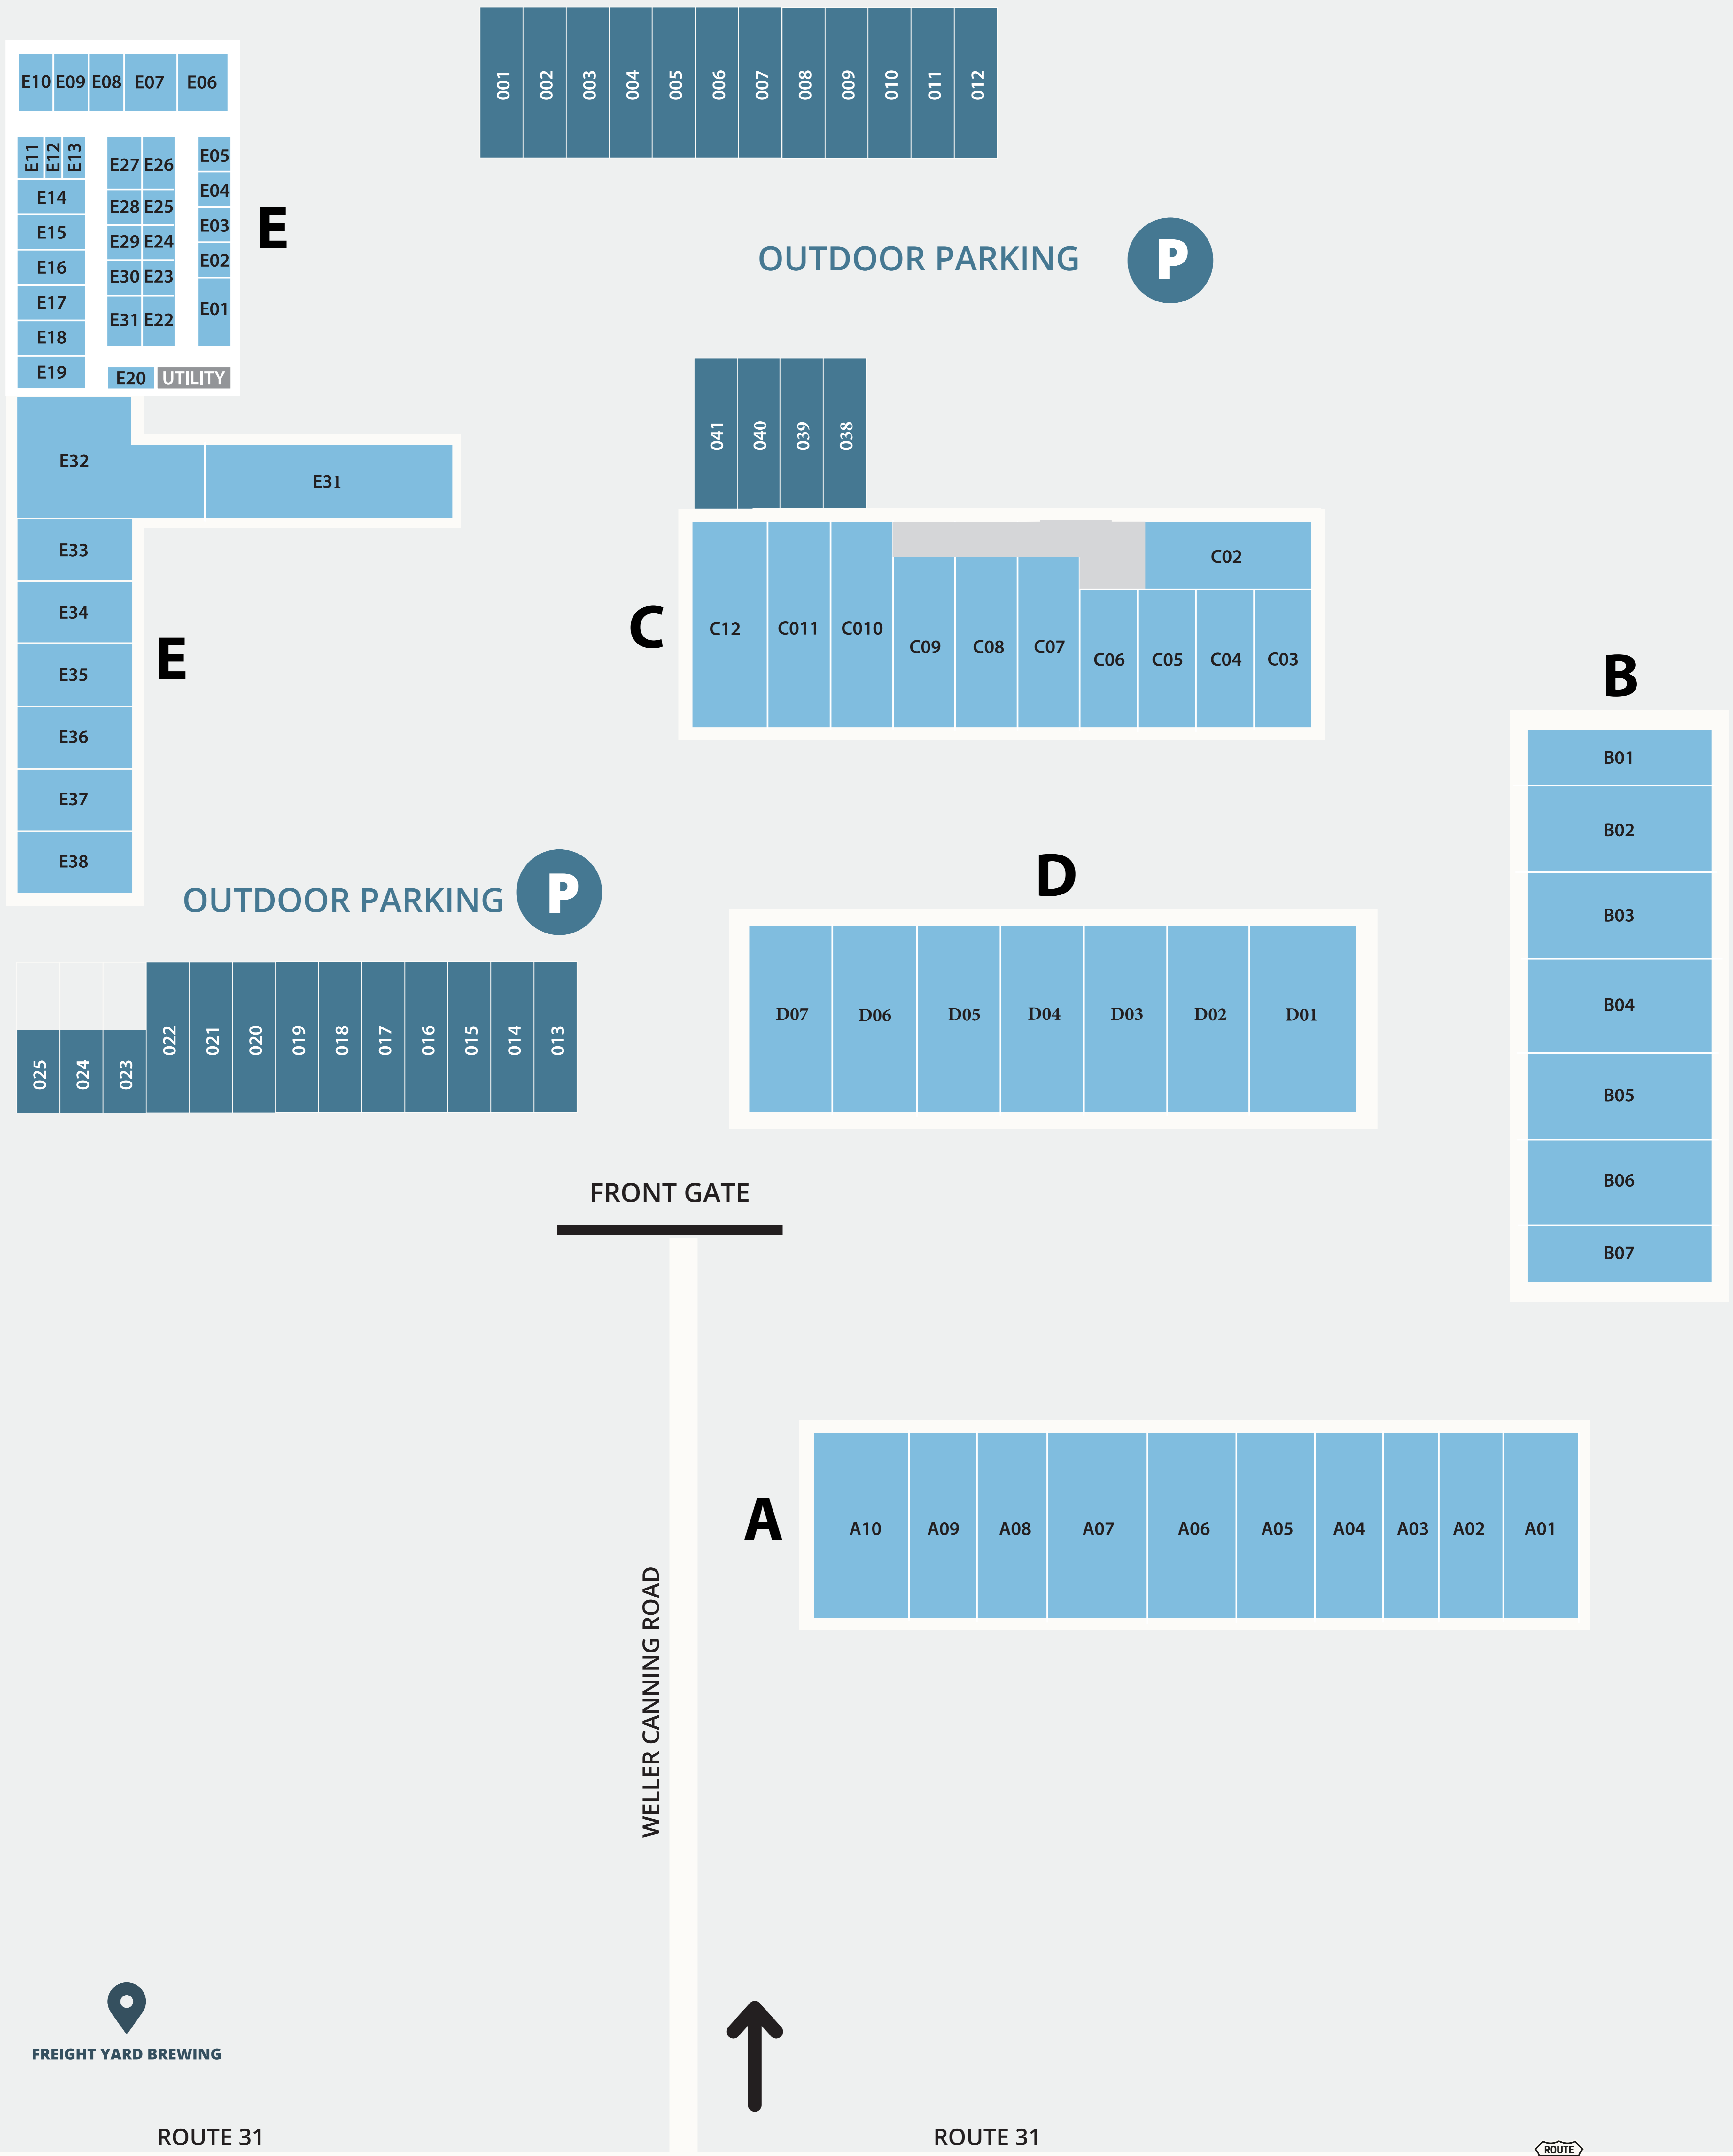 001 002 003 004 005 006 007 008 009 010 011 012
E10 E09 E08 E07 E06
E11 E12 E13
E27 E26
E05
E14
E28 E25
E04
E15
E29 E24
E03
E16
E30 E23
E02
E17
E31 E22
E01
E18
E19
E20 UTILITY
E
OUTDOOR PARKING P
041 040 039 038
E32
E31
E33
E34
E35
E36
E37
E38
E
C
C12 C011 C010 C09 C08 C07 C06 C05 C04 C03
C02
B
B01
B02
B03
B04
B05
B06
B07
OUTDOOR PARKING P
025 024 023 022 021 020 019 018 017 016 015 014 013
D
D07 D06 D05 D04 D03 D02 D01
FRONT GATE
A
A10 A09 A08 A07 A06 A05 A04 A03 A02 A01
WELLER CANNING ROAD
FREIGHT YARD BREWING
ROUTE 31
ROUTE 31
ROUTE